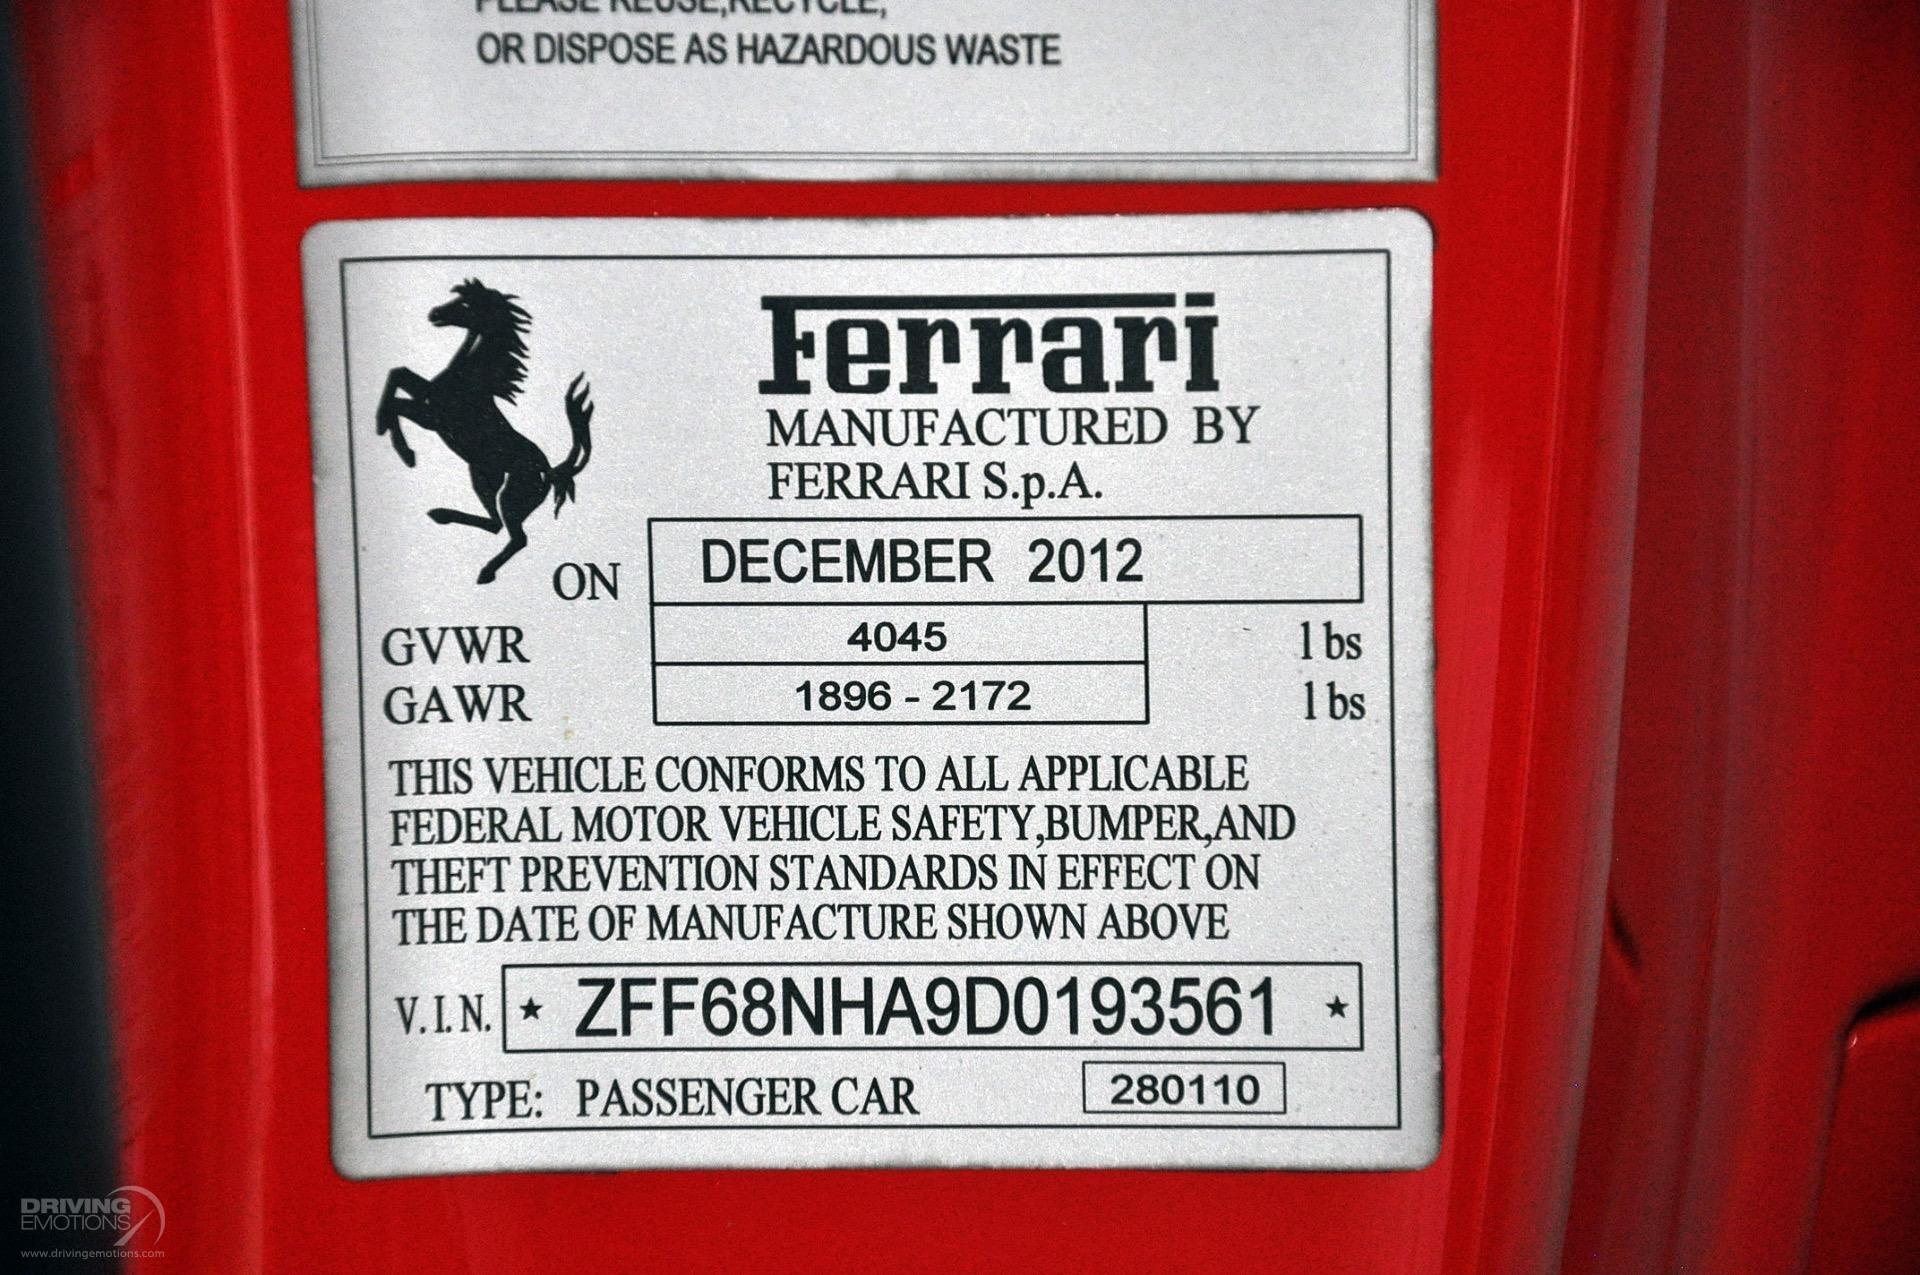 PLEASE REUSE,RECYCLE,
OR DISPOSE AS HAZARDOUS WASTE
Ferrari
MANUFACTURED BY
FERRARI S.p.A.
ON DECEMBER 2012
GVWR 4045 lbs
GAWR 1896 - 2172 lbs
THIS VEHICLE CONFORMS TO ALL APPLICABLE
FEDERAL MOTOR VEHICLE SAFETY,BUMPER,AND
THEFT PREVENTION STANDARDS IN EFFECT ON
THE DATE OF MANUFACTURE SHOWN ABOVE
V.I.N. ★ ZFF68NHA9D0193561 ★
TYPE: PASSENGER CAR 280110
DRIVING
EMOTIONS
www.drivingemotions.com